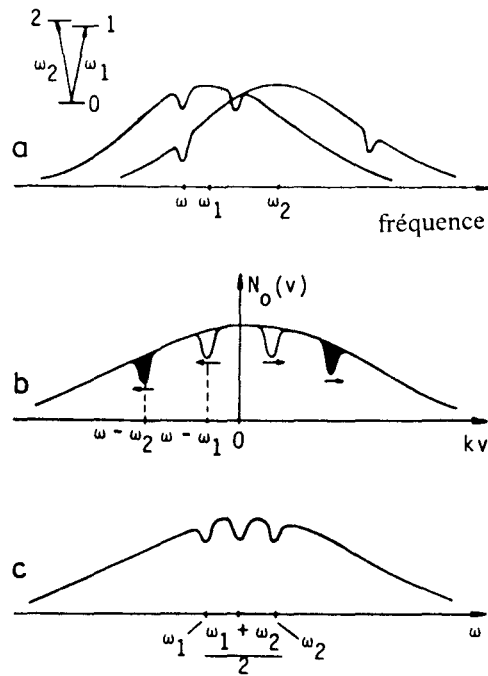 2 1
ω₂ ω₁
0
a
ω ω₁ ω₂
fréquence
N₀(v)
b
ω - ω₂ ω - ω₁ 0 kv
c
ω₁ ω₁ + ω₂ ω₂ ω
2